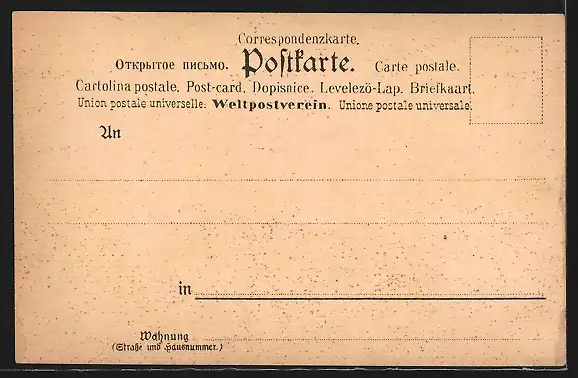 Correspondenzkarte.
Открытое письмо. Postkarte. Carte postale.
Cartolina postale. Post-card. Dopisnice. Levelező-Lap. Briefkaart.
Union postale universelle. Weltpostverein. Unione postale universale.
An
in
Wohnung
(Straße und Hausnummer.)